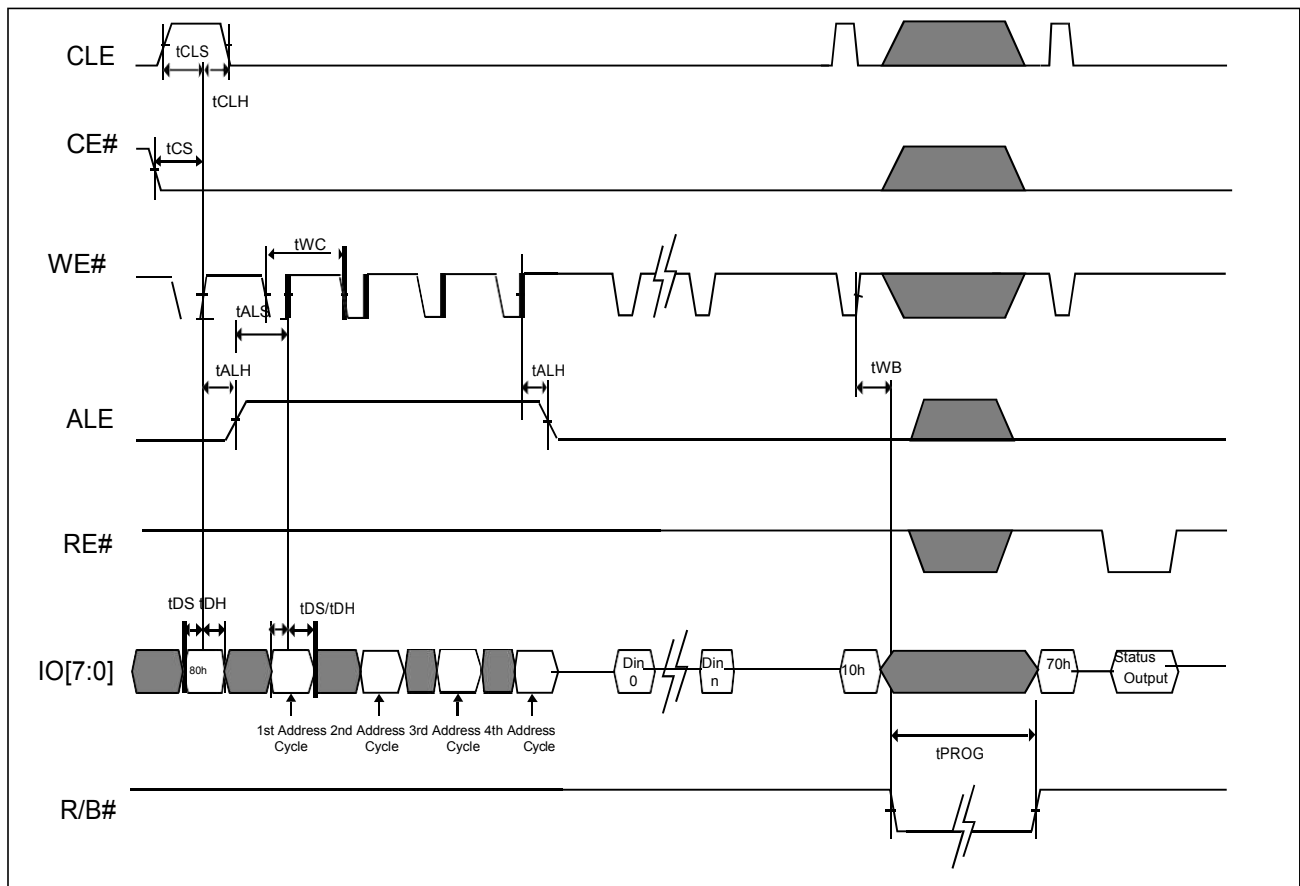 CLE
tCLS
tCLH
CE#
tCS
WE#
tWC
tALS
tALH
tALH
tWB
ALE
RE#
tDS tDH
tDS/tDH
IO[7:0]
80h
Din
0
Din
n
10h
70h
Status
Output
1st Address
Cycle
2nd Address
Cycle
3rd Address
Cycle
4th Address
Cycle
tPROG
R/B#